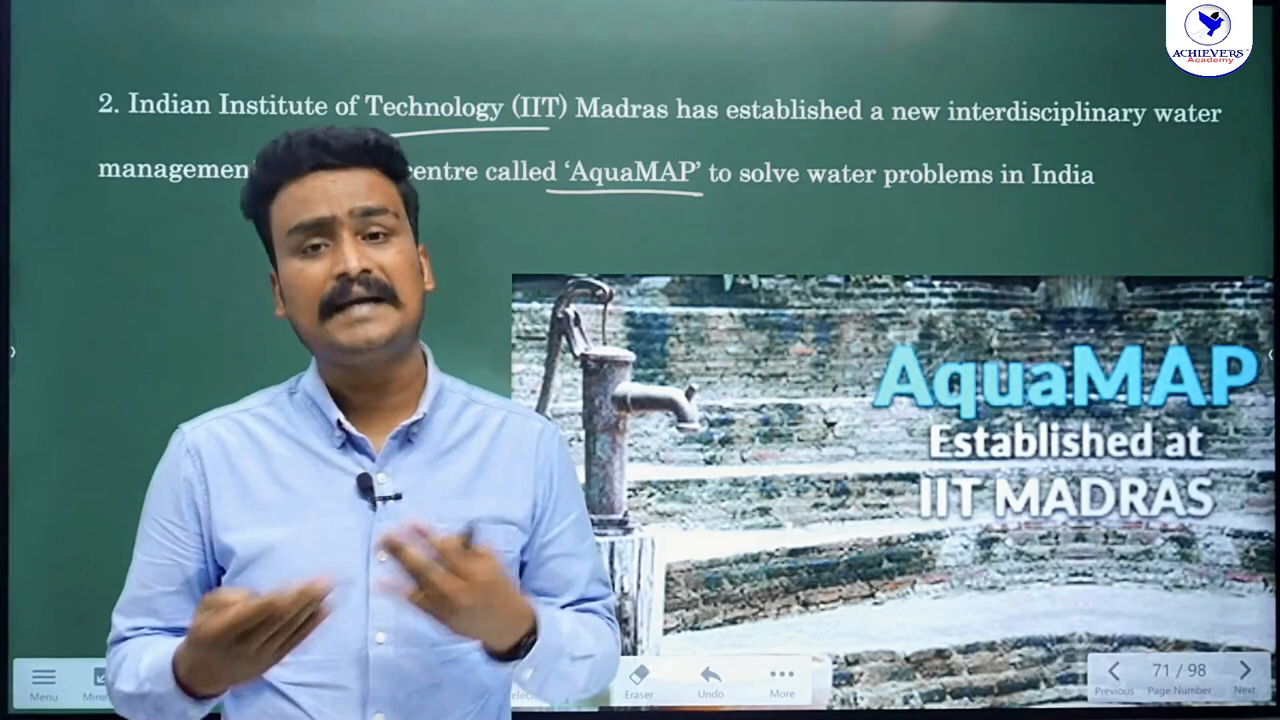 ACHIEVERS
Academy
2. Indian Institute of Technology (IIT) Madras has established a new interdisciplinary water
centre called ‘AquaMAP’ to solve water problems in India
AquaMAP
Established at
IIT MADRAS
Menu
Eraser
Undo
More
71 / 98
Previous Page Number Next